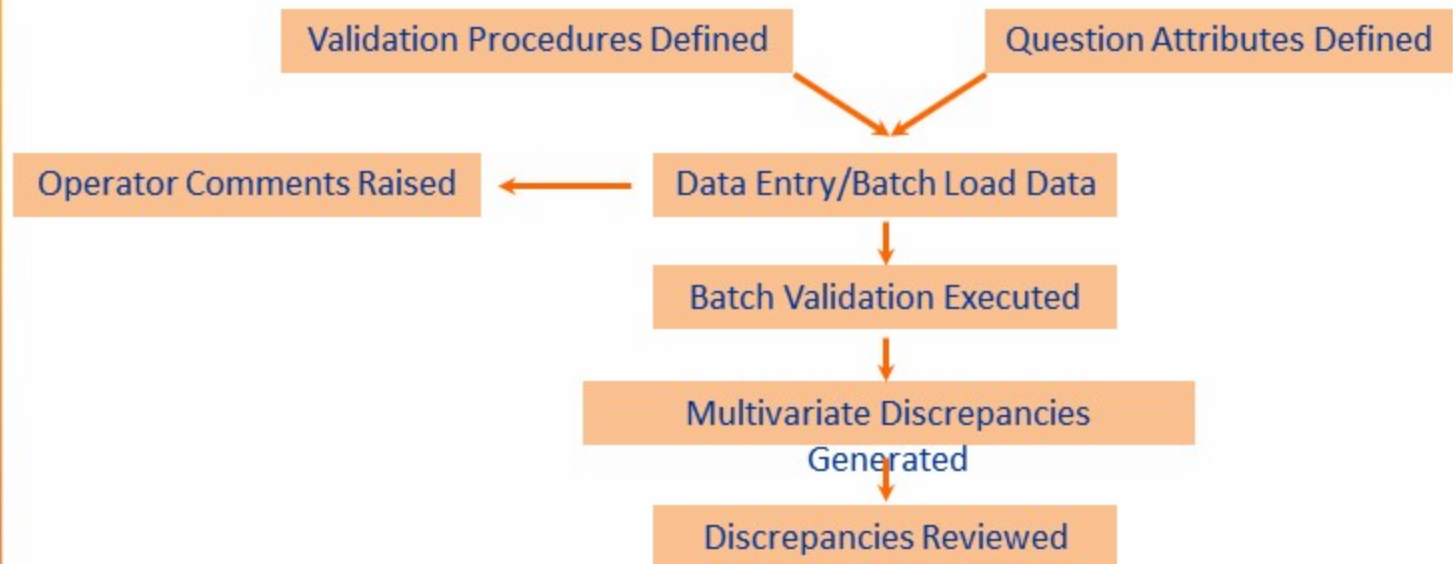 Validation Procedures Defined
Question Attributes Defined
Operator Comments Raised
Data Entry/Batch Load Data
Batch Validation Executed
Multivariate Discrepancies
Generated
Discrepancies Reviewed